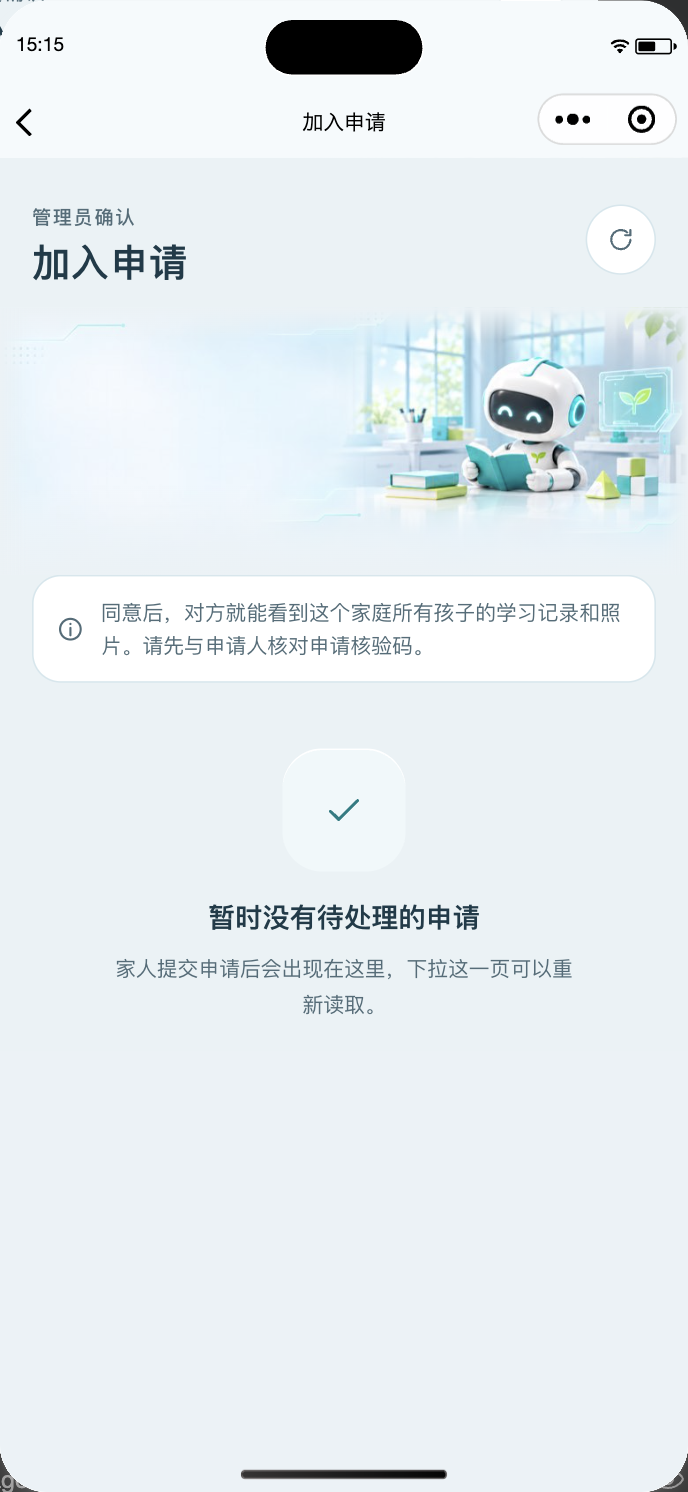 15:15
加入申请
管理员确认
加入申请
同意后，对方就能看到这个家庭所有孩子的学习记录和照
片。请先与申请人核对申请核验码。
暂时没有待处理的申请
家人提交申请后会出现在这里，下拉这一页可以重
新读取。